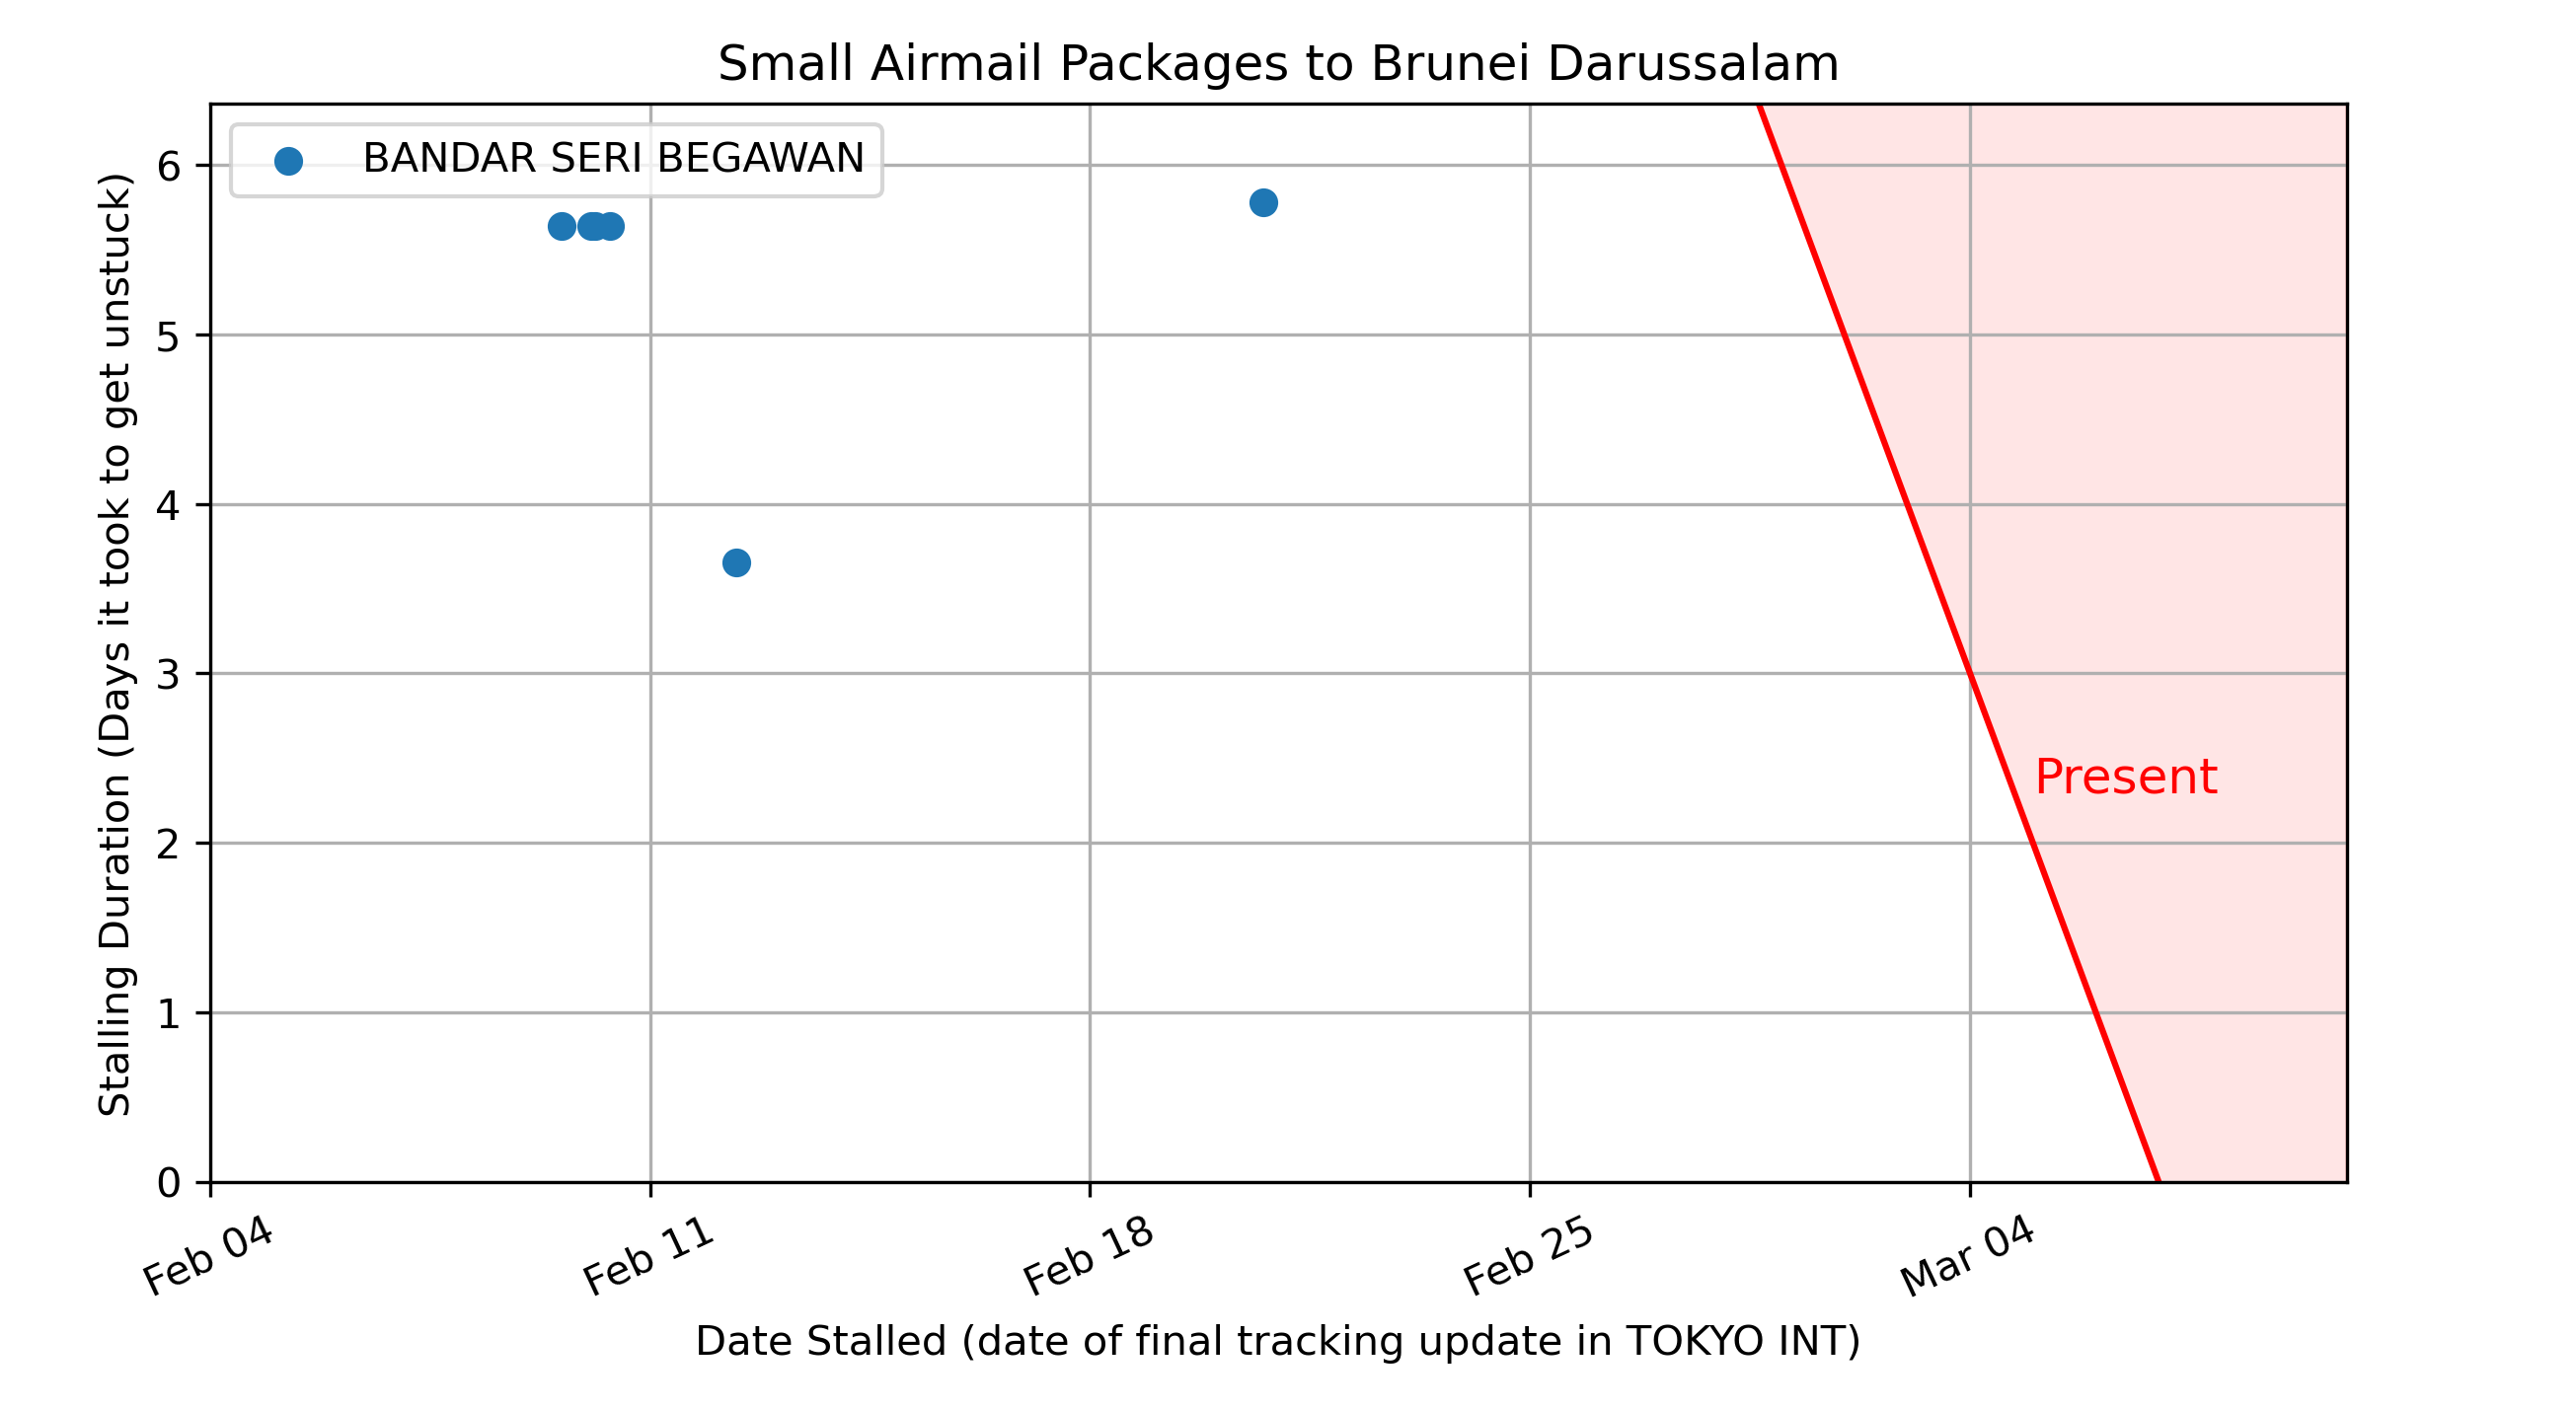 Small Airmail Packages to Brunei Darussalam
BANDAR SERI BEGAWAN
Stalling Duration (Days it took to get unstuck)
6
5
4
3
2
1
0
Present
Feb 04
Feb 11
Feb 18
Feb 25
Mar 04
Date Stalled (date of final tracking update in TOKYO INT)